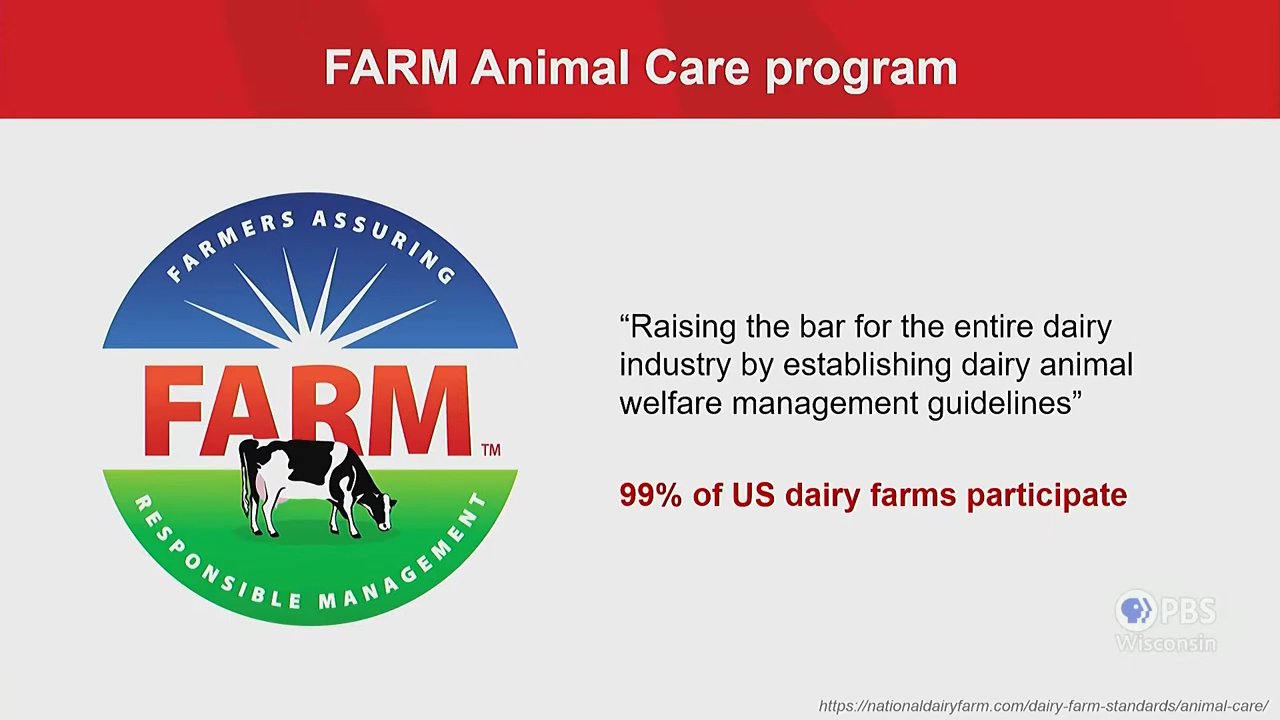 FARM Animal Care program
FARMERS ASSURING
FARM
TM
RESPONSIBLE MANAGEMENT
“Raising the bar for the entire dairy
industry by establishing dairy animal
welfare management guidelines”
99% of US dairy farms participate
PBS
Wisconsin
https://nationaldairyfarm.com/dairy-farm-standards/animal-care/